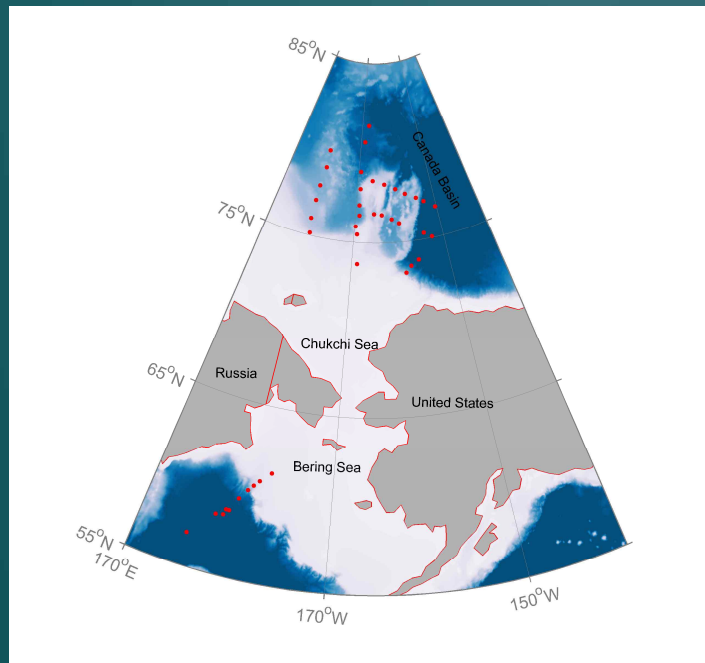 85°N
Canada Basin
75°N
Chukchi Sea
Russia
65°N
United States
Bering Sea
55°N
170°E
170°W
150°W